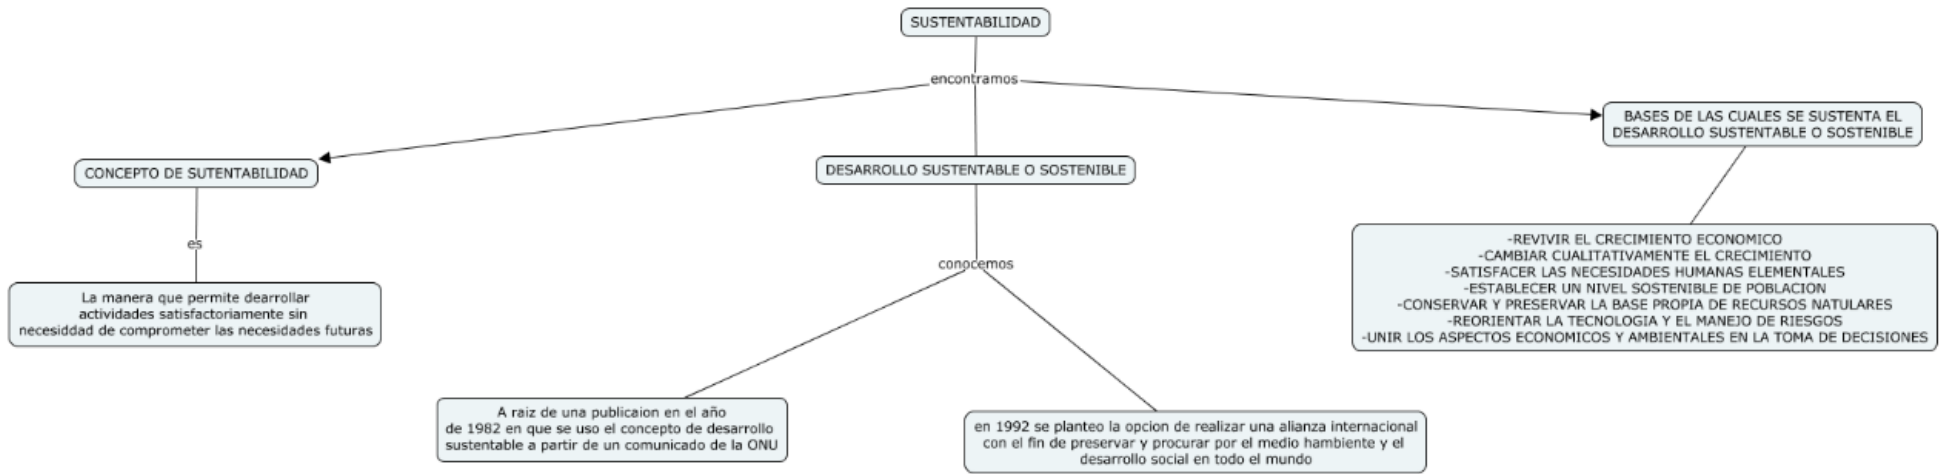 SUSTENTABILIDAD
encontramos
BASES DE LAS CUALES SE SUSTENTA EL
DESARROLLO SUSTENTABLE O SOSTENIBLE
CONCEPTO DE SUTENTABILIDAD
DESARROLLO SUSTENTABLE O SOSTENIBLE
es
conocemos
-REVIVIR EL CRECIMIENTO ECONOMICO
-CAMBIAR CUALITATIVAMENTE EL CRECIMIENTO
-SATISFACER LAS NECESIDADES HUMANAS ELEMENTALES
-ESTABLECER UN NIVEL SOSTENIBLE DE POBLACION
-CONSERVAR Y PRESERVAR LA BASE PROPIA DE RECURSOS NATULARES
-REORIENTAR LA TECNOLOGIA Y EL MANEJO DE RIESGOS
-UNIR LOS ASPECTOS ECONOMICOS Y AMBIENTALES EN LA TOMA DE DECISIONES
La manera que permite dearrollar
actividades satisfactoriamente sin
necesiddad de comprometer las necesidades futuras
A raiz de una publicaion en el año
de 1982 en que se uso el concepto de desarrollo
sustentable a partir de un comunicado de la ONU
en 1992 se planteo la opcion de realizar una alianza internacional
con el fin de preservar y procurar por el medio hambiente y el
desarrollo social en todo el mundo